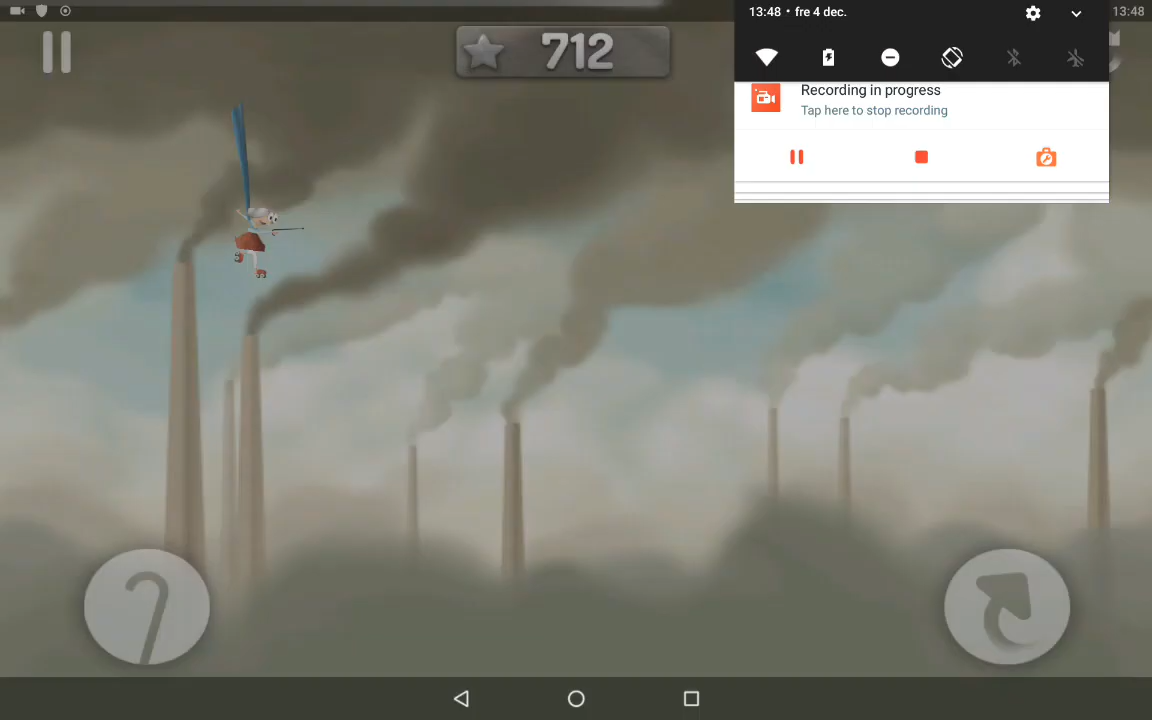 13:48 • fre 4 dec.
13:48
712
Recording in progress
Tap here to stop recording